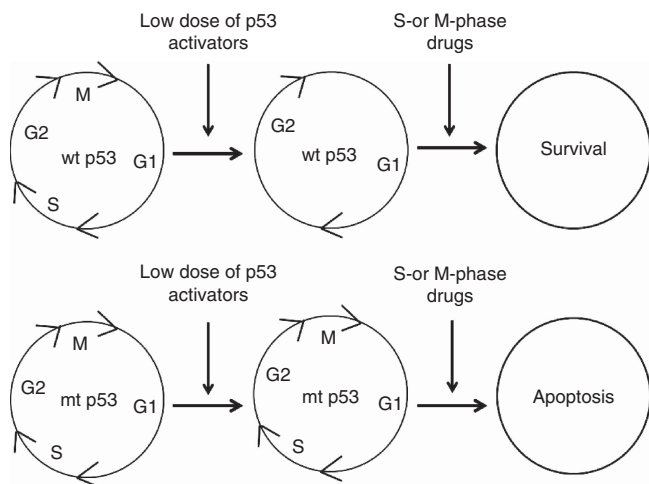 Low dose of p53
activators
S-or M-phase
drugs
M
G2
wt p53
G1
S
G2
wt p53
G1
Survival
Low dose of p53
activators
S-or M-phase
drugs
M
G2
mt p53
G1
S
M
G2
mt p53
G1
S
Apoptosis